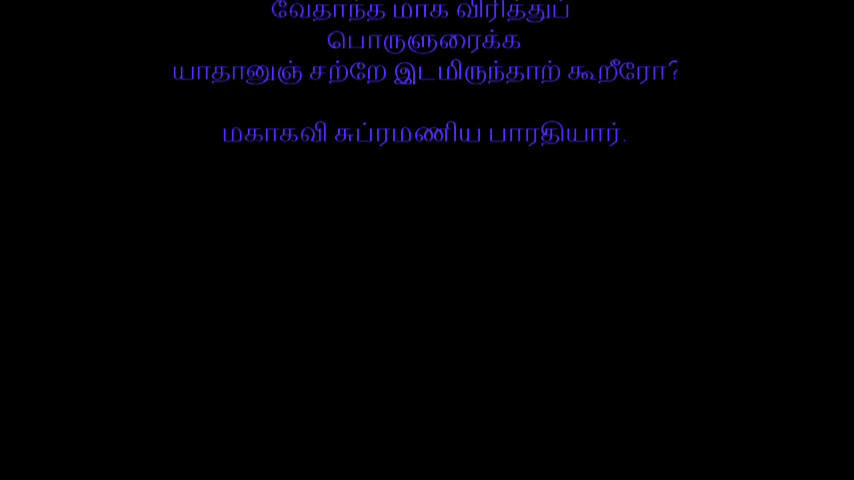 வேதாந்த மாக விரித்துப்
பொருளுரைக்க
யாதானுஞ் சற்றே இடமிருந்தாற் கூறீரோ?
மகாகவி சுப்ரமணிய பாரதியார்.